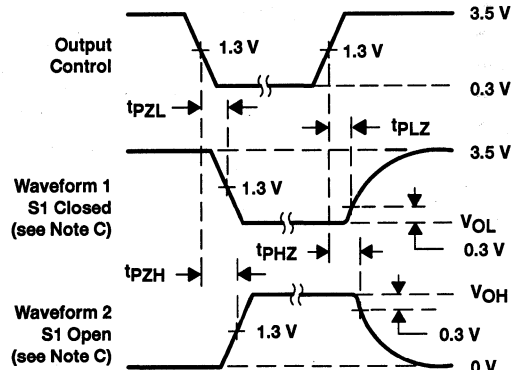 3.5 V
Output
Control
1.3 V
1.3 V
0.3 V
tPZL
tPLZ
3.5 V
Waveform 1
S1 Closed
(see Note C)
1.3 V
VOL
0.3 V
tPHZ
tPZH
VOH
Waveform 2
S1 Open
(see Note C)
1.3 V
0.3 V
0 V